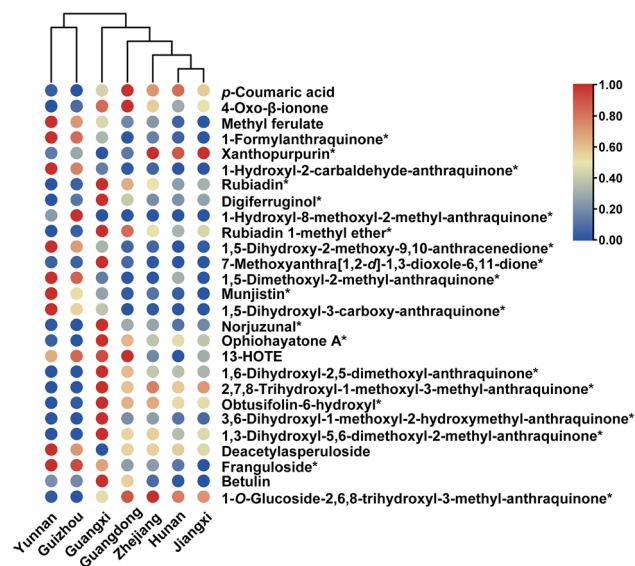 p-Coumaric acid
4-Oxo-β-ionone
Methyl ferulate
1-Formylanthraquinone*
Xanthopurpurin*
1-Hydroxyl-2-carbaldehyde-anthraquinone*
Rubiadin*
Digiferruginol*
1-Hydroxyl-8-methoxyl-2-methyl-anthraquinone*
Rubiadin 1-methyl ether*
1,5-Dihydroxy-2-methoxy-9,10-anthracenedione*
7-Methoxyanthra[1,2-d]-1,3-dioxole-6,11-dione*
1,5-Dimethoxyl-2-methyl-anthraquinone*
Munjistin*
1,5-Dihydroxyl-3-carboxy-anthraquinone*
Norjuzunal*
Ophiohayatone A*
13-HOTE
1,6-Dihydroxyl-2,5-dimethoxyl-anthraquinone*
2,7,8-Trihydroxyl-1-methoxyl-3-methyl-anthraquinone*
Obtusifolin-6-hydroxyl*
3,6-Dihydroxyl-1-methoxyl-2-hydroxymethyl-anthraquinone*
1,3-Dihydroxyl-5,6-dimethoxyl-2-methyl-anthraquinone*
Deacetylasperuloside
Franguloside*
Betulin
1-O-Glucoside-2,6,8-trihydroxyl-3-methyl-anthraquinone*
Yunnan
Guizhou
Guangxi
Guangdong
Zhejiang
Hunan
Jiangxi
1.00
0.80
0.60
0.40
0.20
0.00